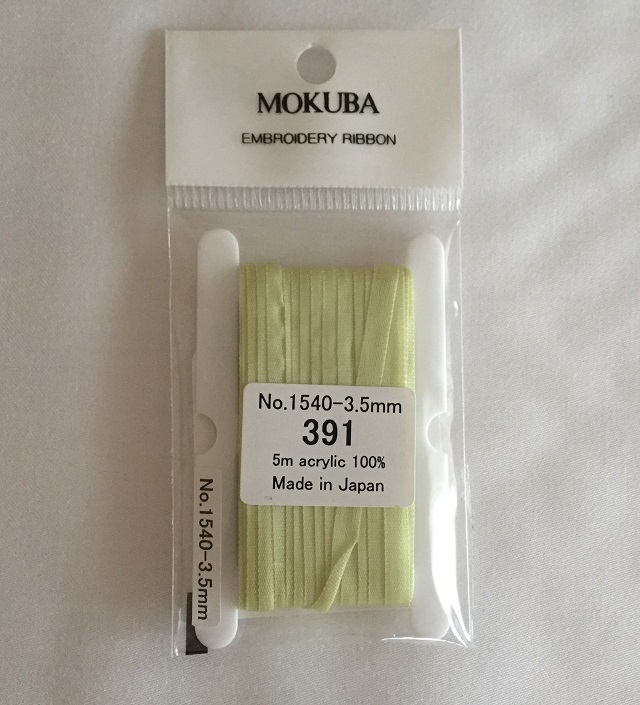 MOKUBA
EMBROIDERY RIBBON
No.1540-3.5mm
391
5m acrylic 100%
Made in Japan
No.1540-3.5mm